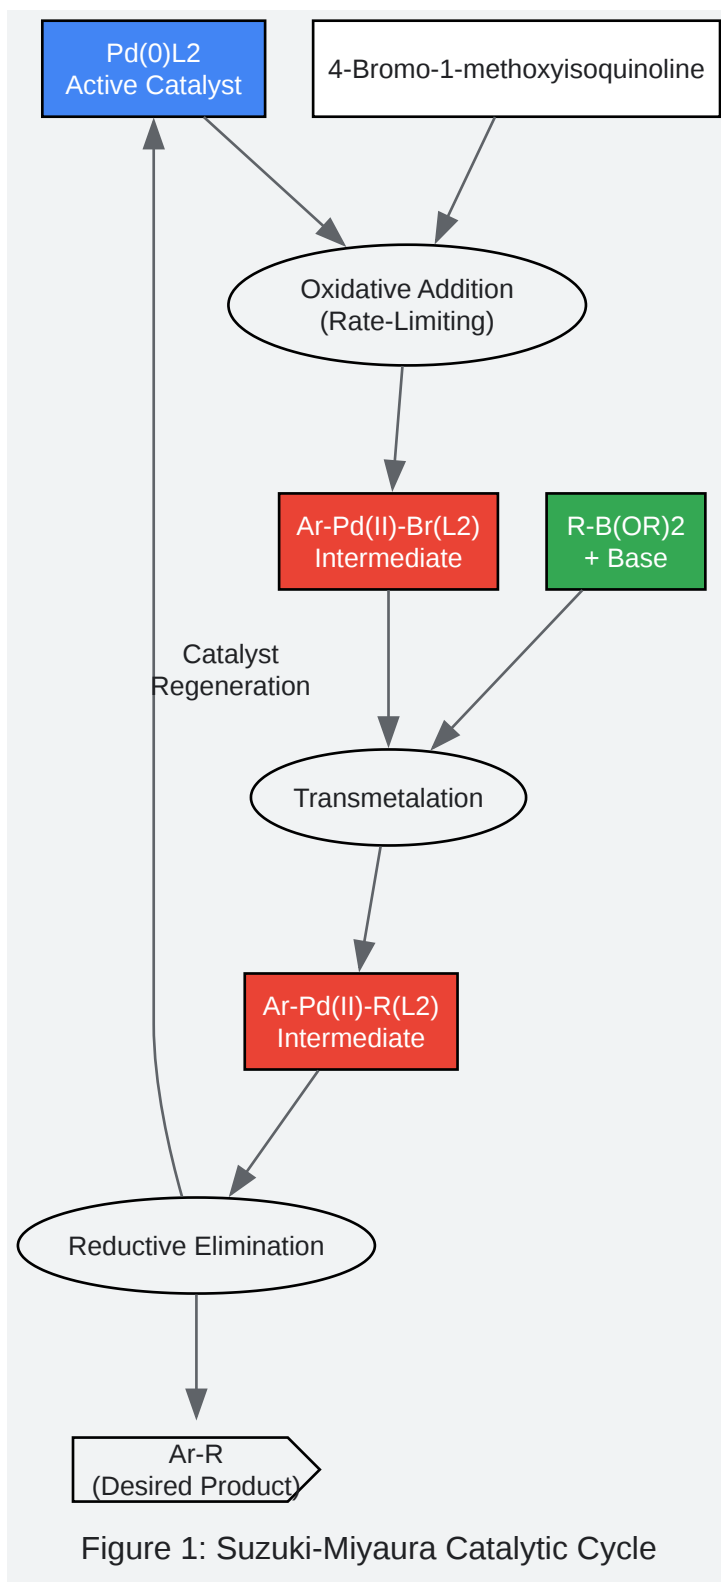 Pd(0)L2
Active Catalyst
4-Bromo-1-methoxyisoquinoline
Oxidative Addition
(Rate-Limiting)
Ar-Pd(II)-Br(L2)
Intermediate
R-B(OR)2
+ Base
Catalyst
Regeneration
Transmetalation
Ar-Pd(II)-R(L2)
Intermediate
Reductive Elimination
Ar-R
(Desired Product)
Figure 1: Suzuki-Miyaura Catalytic Cycle